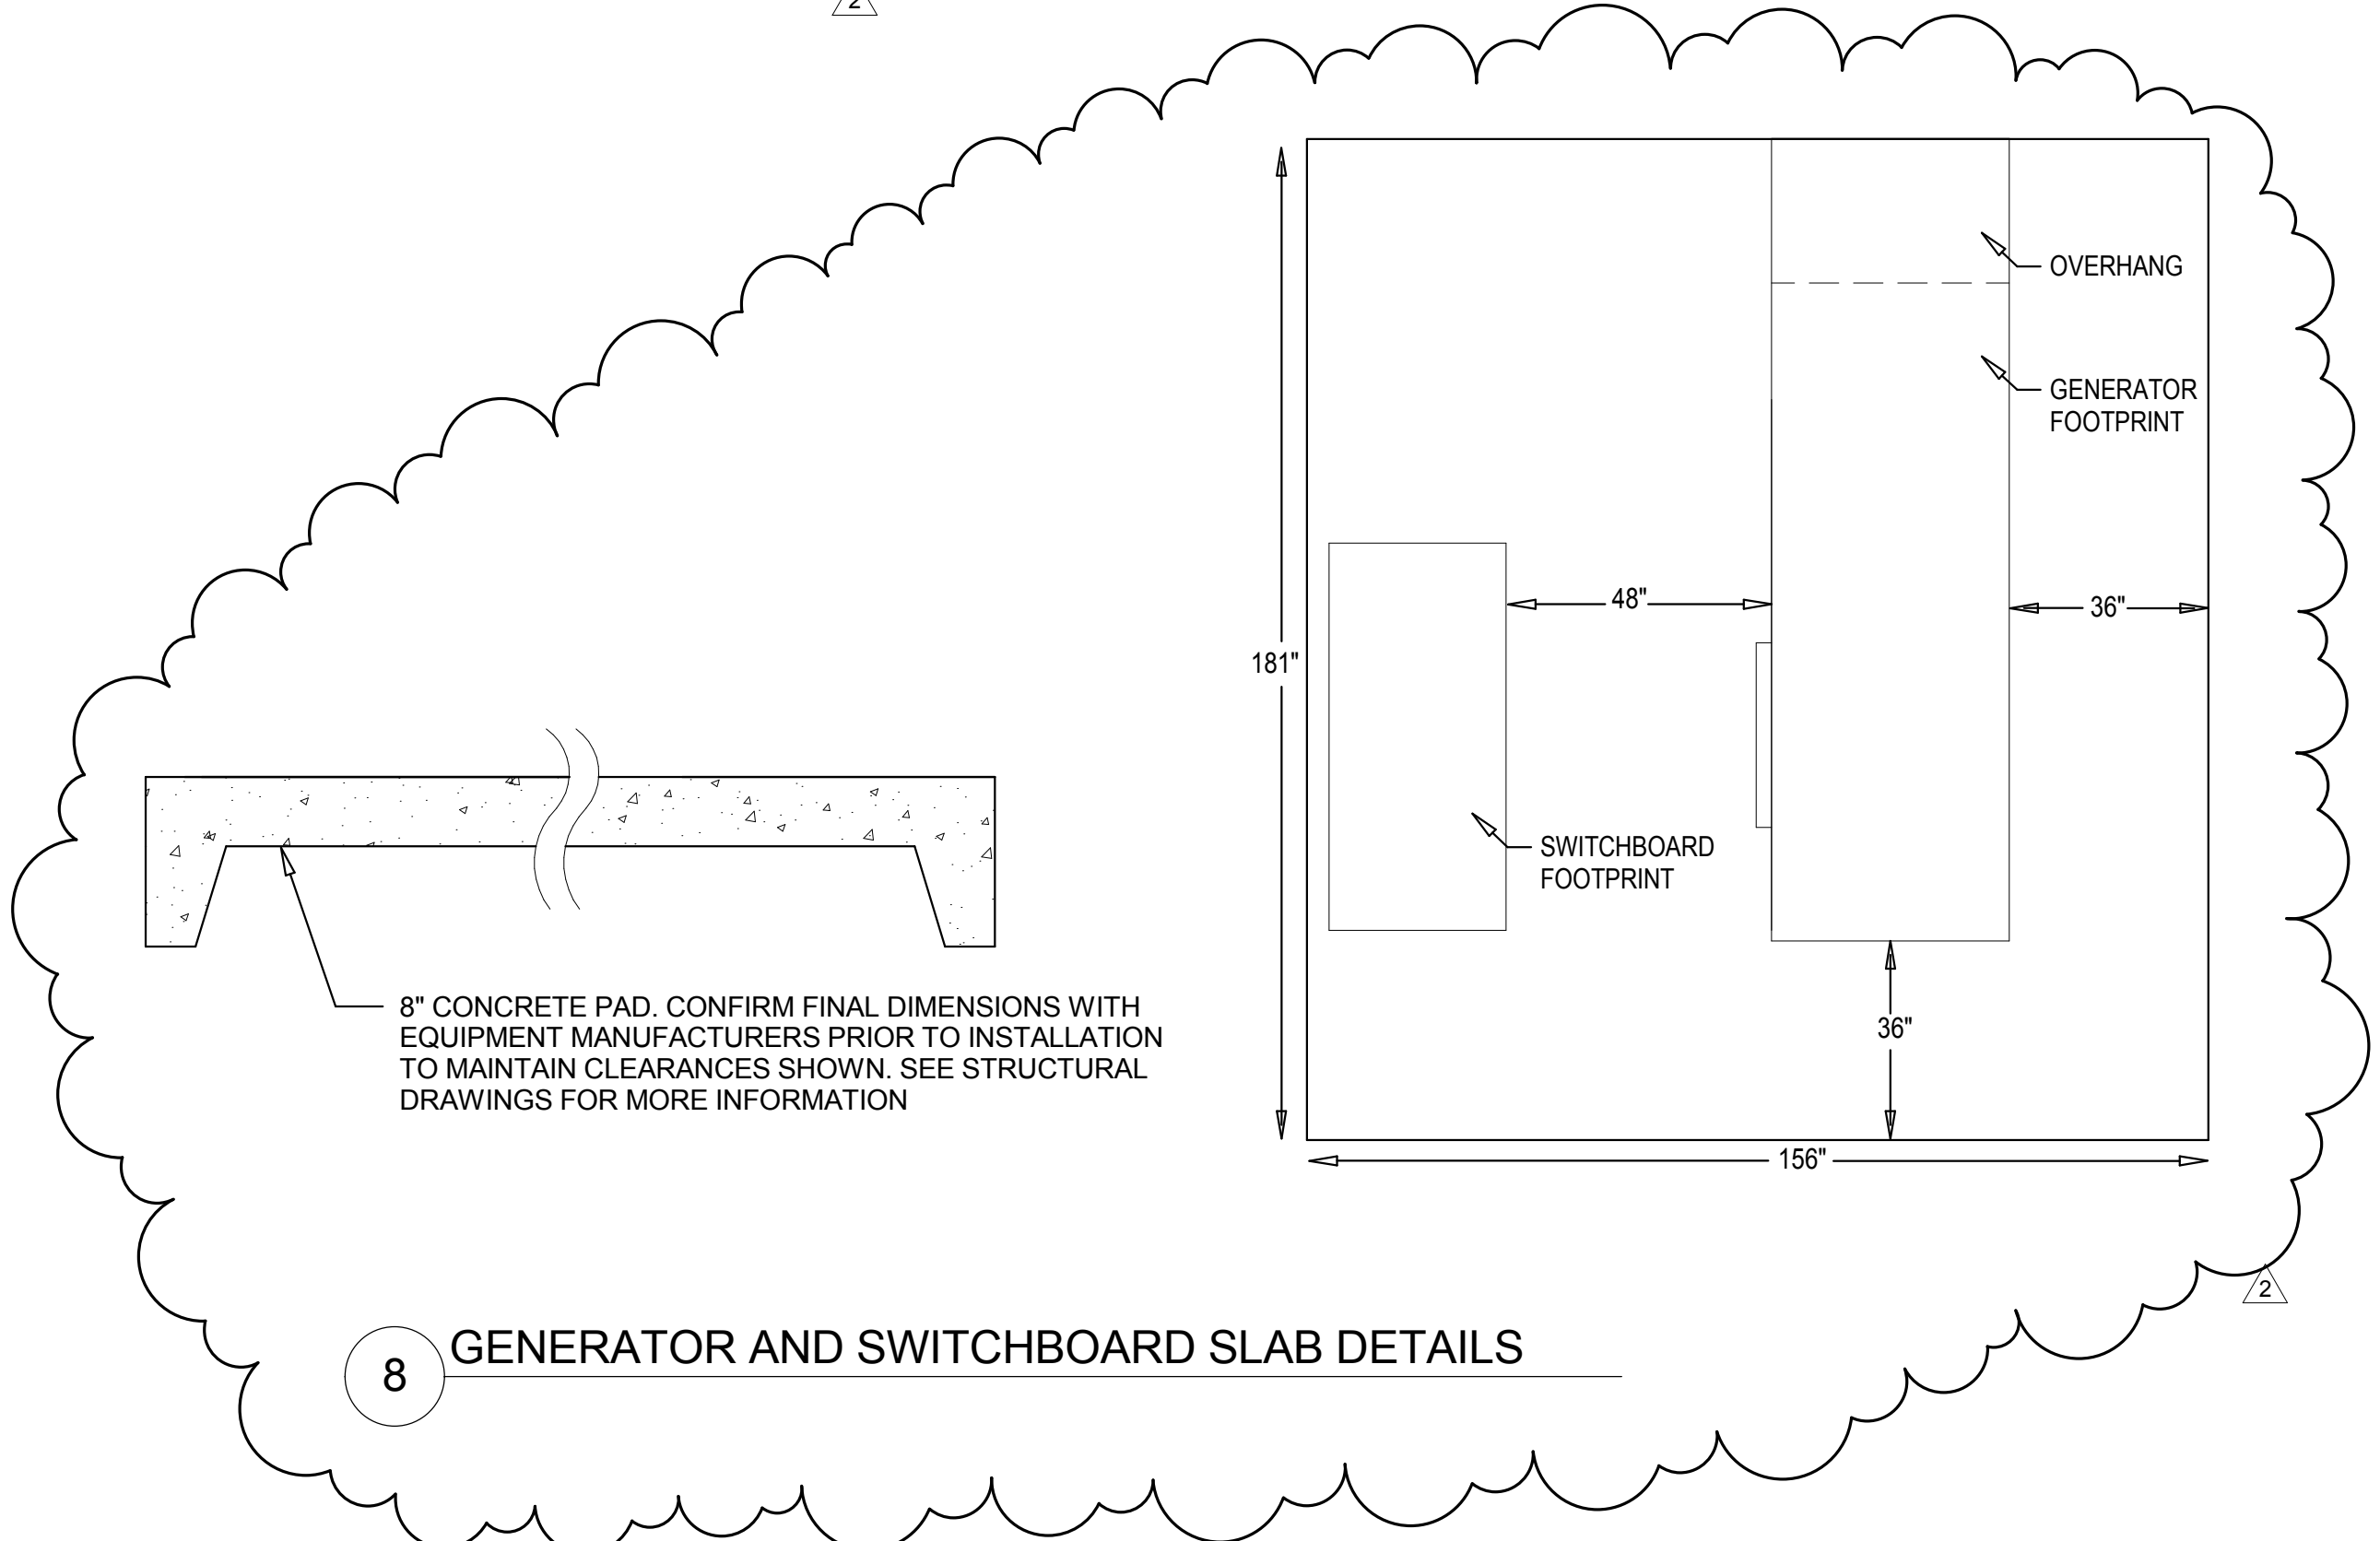 2
OVERHANG
GENERATOR
FOOTPRINT
48"
36"
181"
SWITCHBOARD
FOOTPRINT
8" CONCRETE PAD. CONFIRM FINAL DIMENSIONS WITH
EQUIPMENT MANUFACTURERS PRIOR TO INSTALLATION
TO MAINTAIN CLEARANCES SHOWN. SEE STRUCTURAL
DRAWINGS FOR MORE INFORMATION
36"
156"
2
8
GENERATOR AND SWITCHBOARD SLAB DETAILS